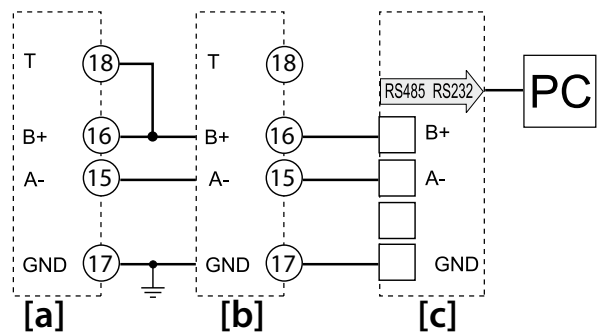 T 18 T 18
RS485 RS232 PC
B+ 16 B+ 16 B+
A- 15 A- 15 A-
GND 17 GND 17 GND
[a] [b] [c]